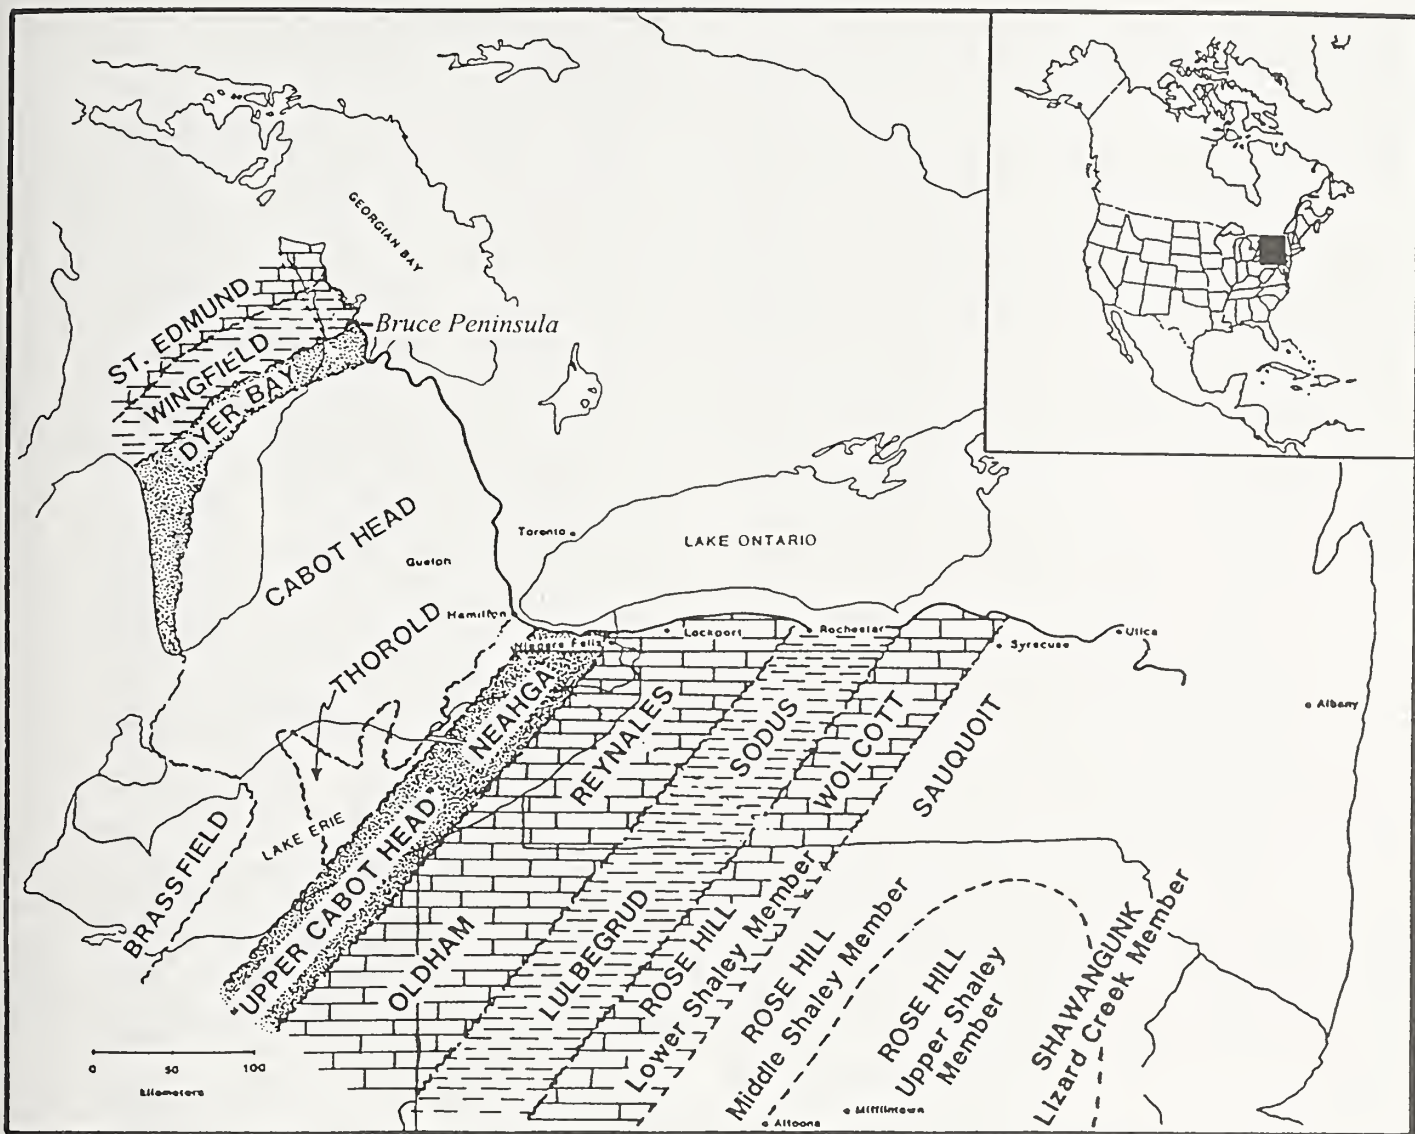 GEORGIAN BAY
ST. EDMUND
WINGFIELD
DYER BAY
Bruce Peninsula
CABOT HEAD
Toronto
LAKE ONTARIO
Guelph
THOROLD
Hamilton
Niagara Falls
Lockport
Rochester
Syracuse
Utica
Albany
NEAHGA
REYNALES
SODUS
WOLCOTT
SAUQUOIT
LAKE ERIE
BRASSFIELD
"UPPER CABOT HEAD"
OLDHAM
LULBEGRUD
ROSE HILL
Lower Shaley Member
ROSE HILL
Middle Shaley Member
ROSE HILL
Upper Shaley
Member
SHAWANGUNK
Lizard Creek Member
0 50 100
kilometers
Mifflintown
Altoona